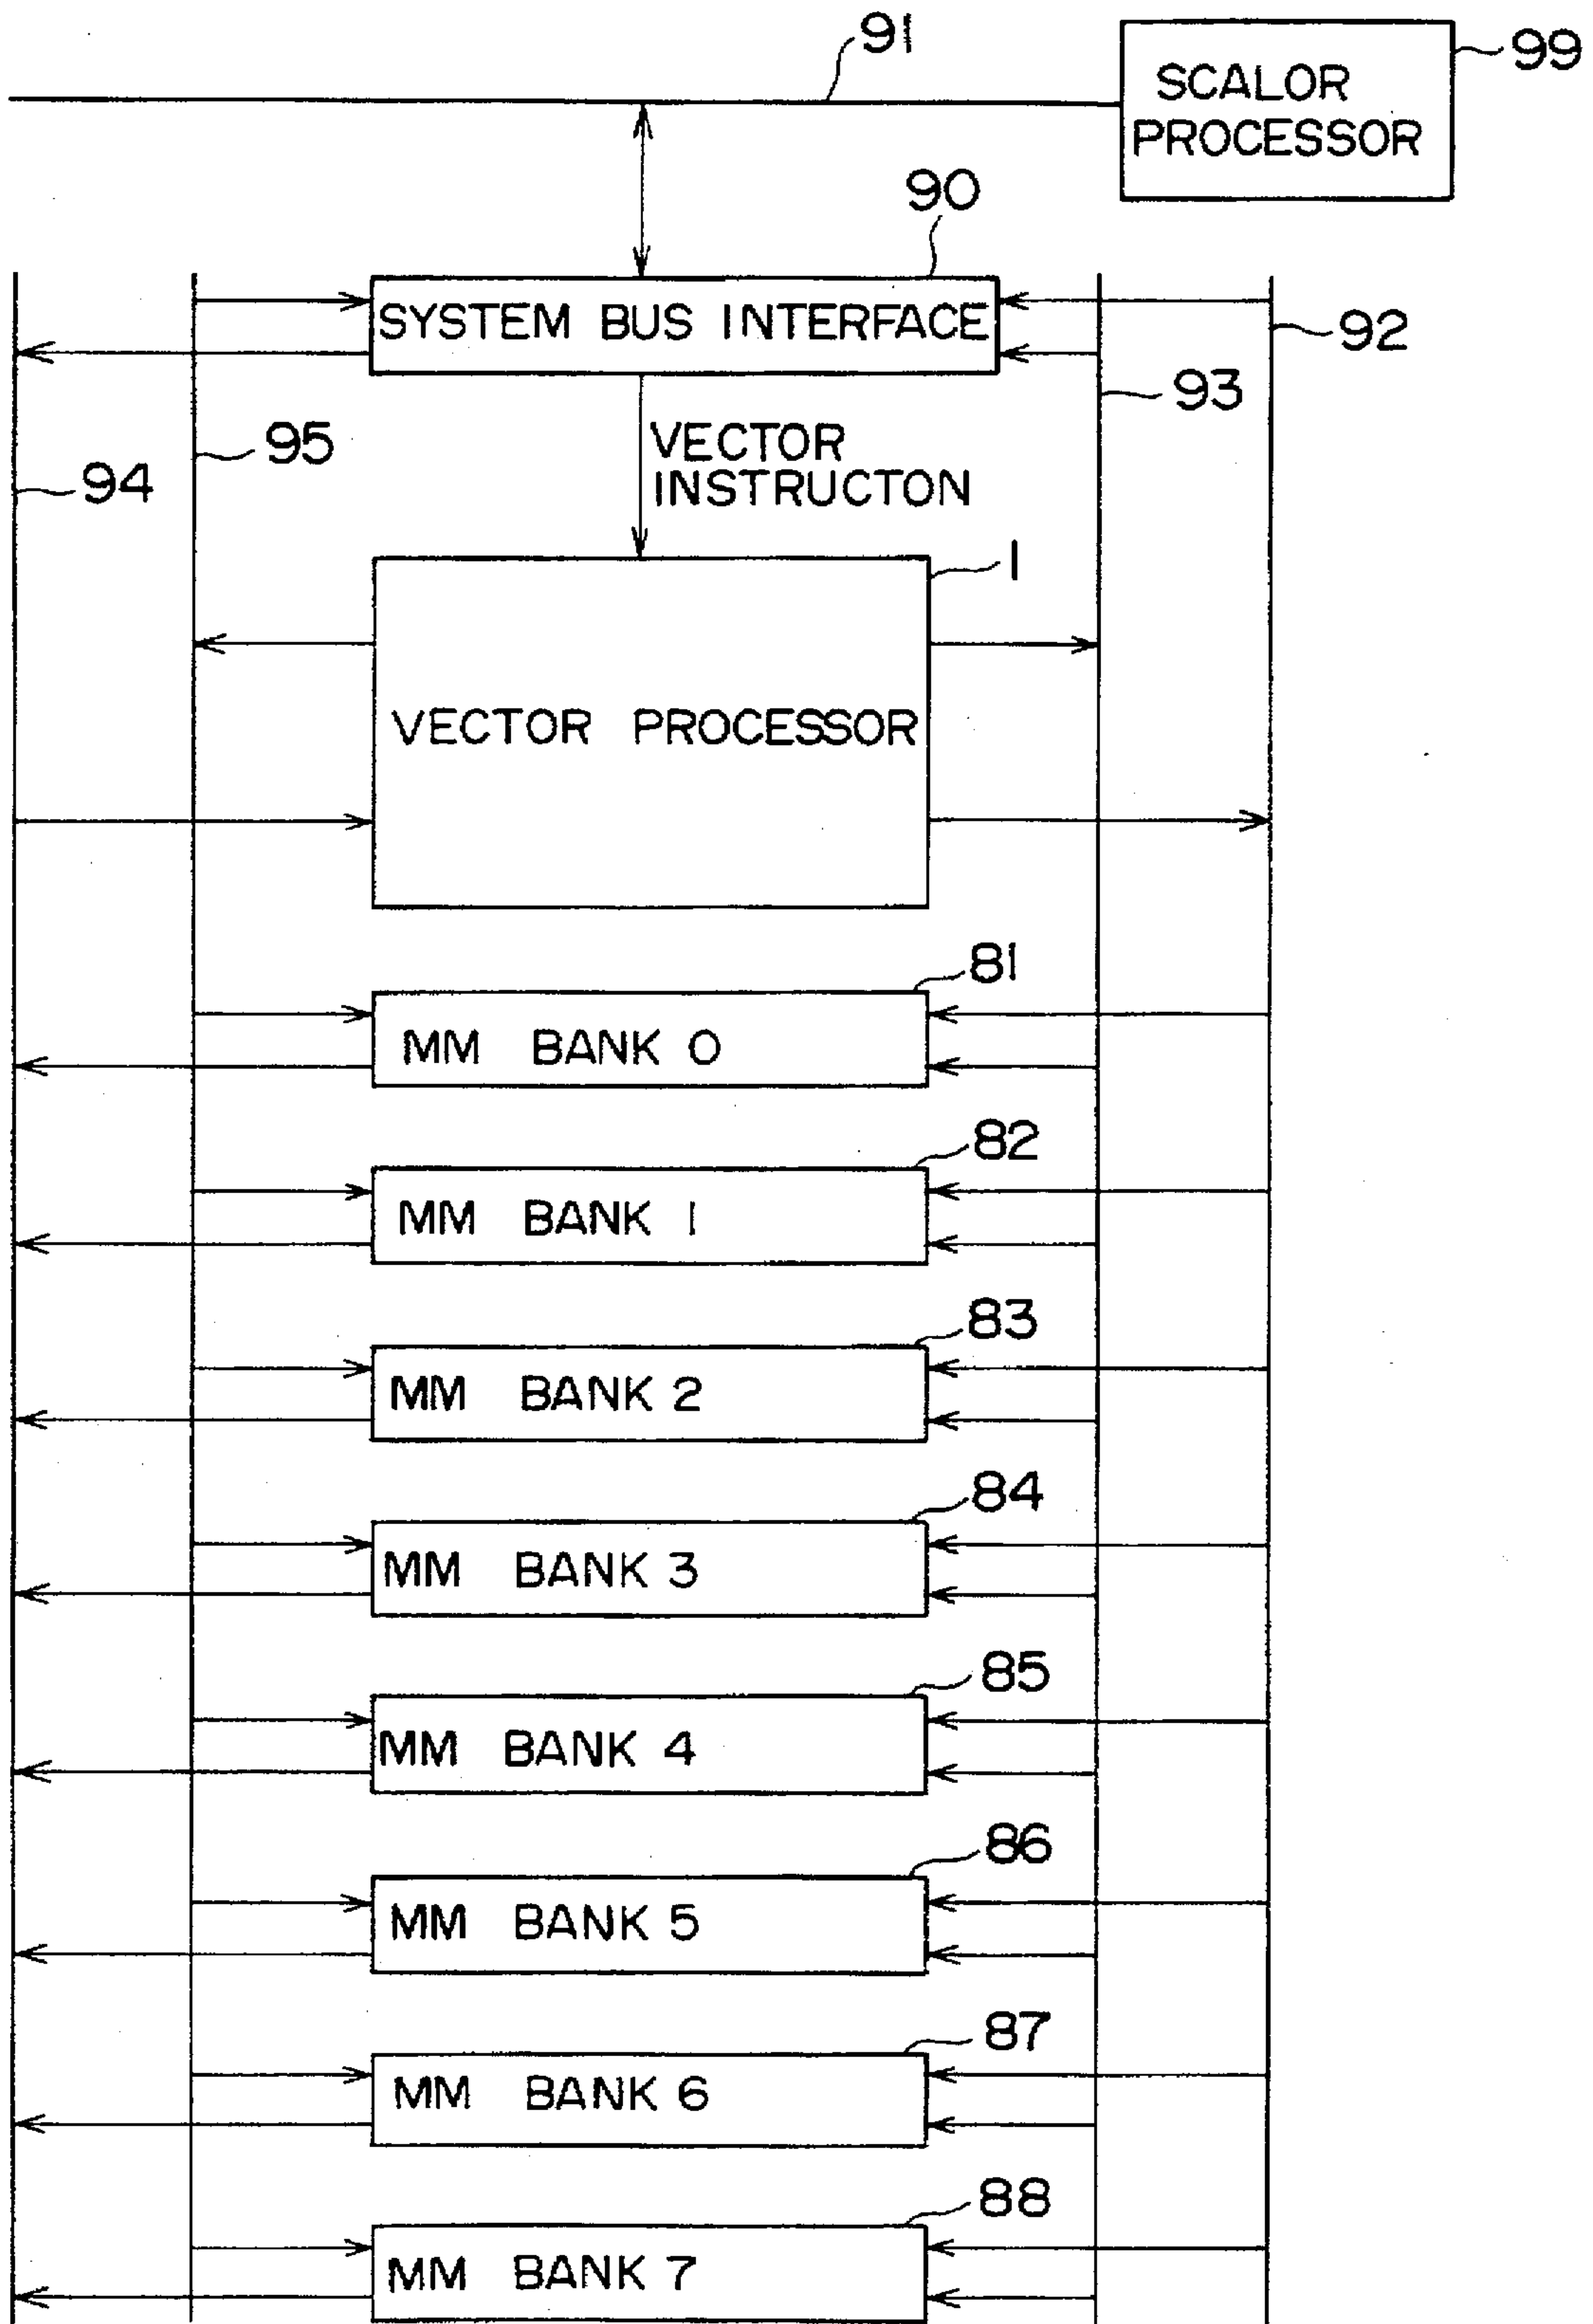 91
99
SCALOR
PROCESSOR
90
SYSTEM BUS INTERFACE
92
93
95
94
VECTOR
INSTRUCTON
1
VECTOR PROCESSOR
81
MM BANK 0
82
MM BANK 1
83
MM BANK 2
84
MM BANK 3
85
MM BANK 4
86
MM BANK 5
87
MM BANK 6
88
MM BANK 7